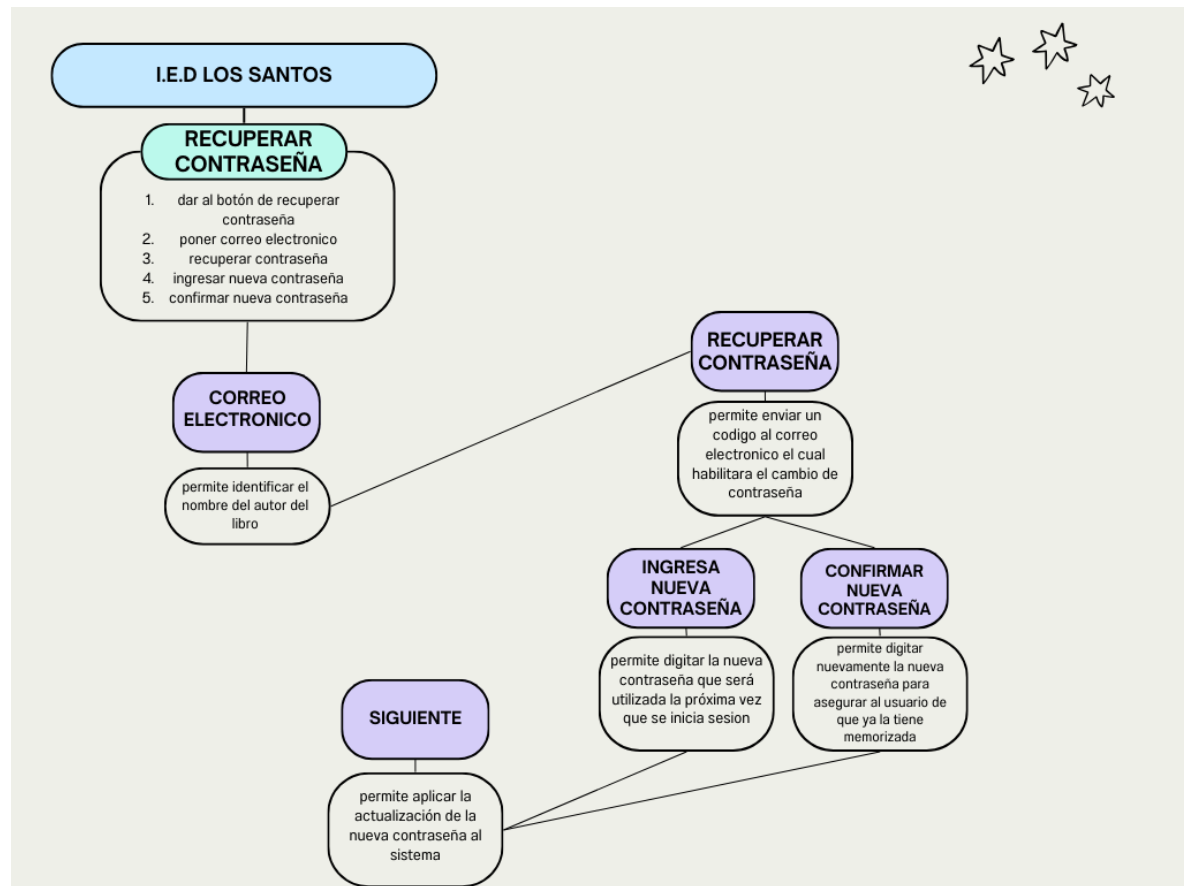 I.E.D LOS SANTOS
RECUPERAR
CONTRASEÑA
1. dar al botón de recuperar
contraseña
2. poner correo electronico
3. recuperar contraseña
4. ingresar nueva contraseña
5. confirmar nueva contraseña
CORREO
ELECTRONICO
permite identificar el
nombre del autor del
libro
RECUPERAR
CONTRASEÑA
permite enviar un
codigo al correo
electronico el cual
habilitara el cambio de
contraseña
INGRESA
NUEVA
CONTRASEÑA
permite digitar la nueva
contraseña que será
utilizada la próxima vez
que se inicia sesion
CONFIRMAR
NUEVA
CONTRASEÑA
permite digitar
nuevamente la nueva
contraseña para
asegurar al usuario de
que ya la tiene
memorizada
SIGUIENTE
permite aplicar la
actualización de la
nueva contraseña al
sistema